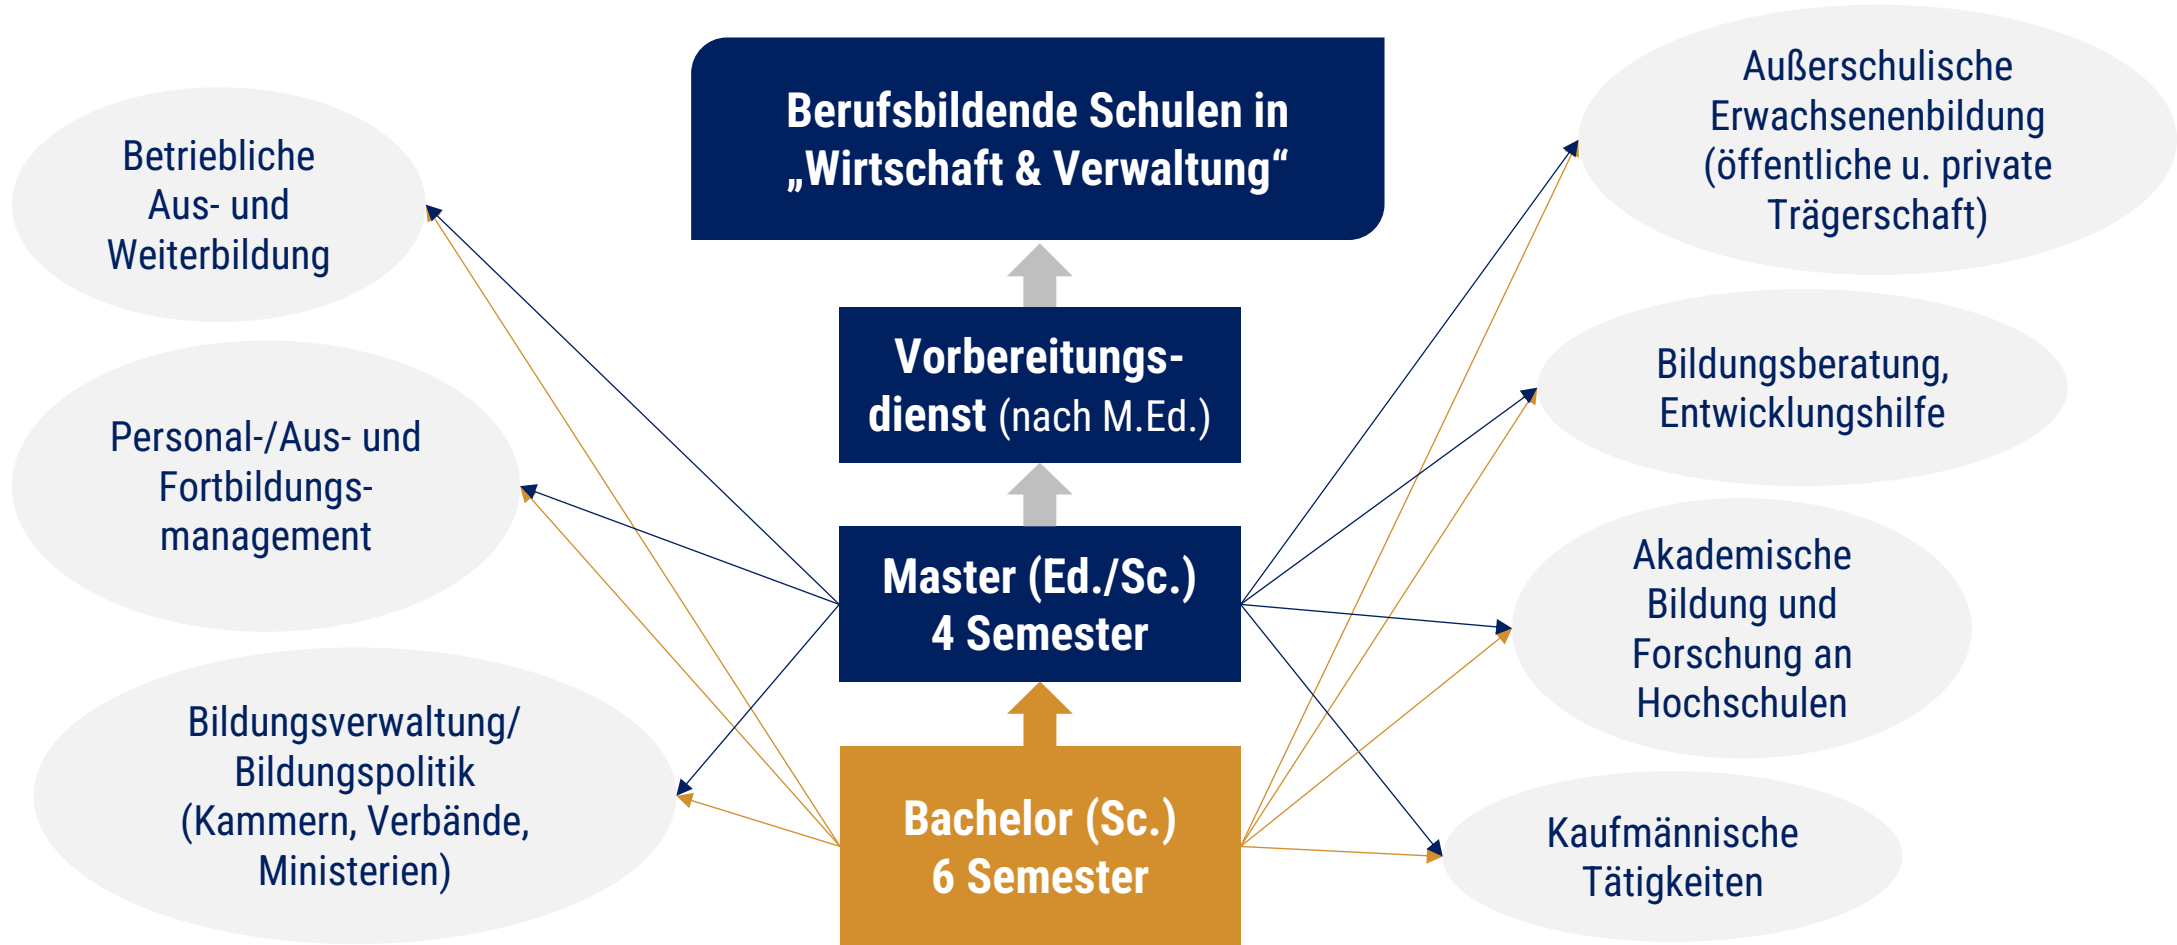 Berufsbildende Schulen in
„Wirtschaft & Verwaltung“
Vorbereitungs-
dienst (nach M.Ed.)
Master (Ed./Sc.)
4 Semester
Bachelor (Sc.)
6 Semester
Betriebliche
Aus- und
Weiterbildung
Personal-/Aus- und
Fortbildungs-
management
Bildungsverwaltung/
Bildungspolitik
(Kammern, Verbände,
Ministerien)
Außerschulische
Erwachsenenbildung
(öffentliche u. private
Trägerschaft)
Bildungsberatung,
Entwicklungshilfe
Akademische
Bildung und
Forschung an
Hochschulen
Kaufmännische
Tätigkeiten